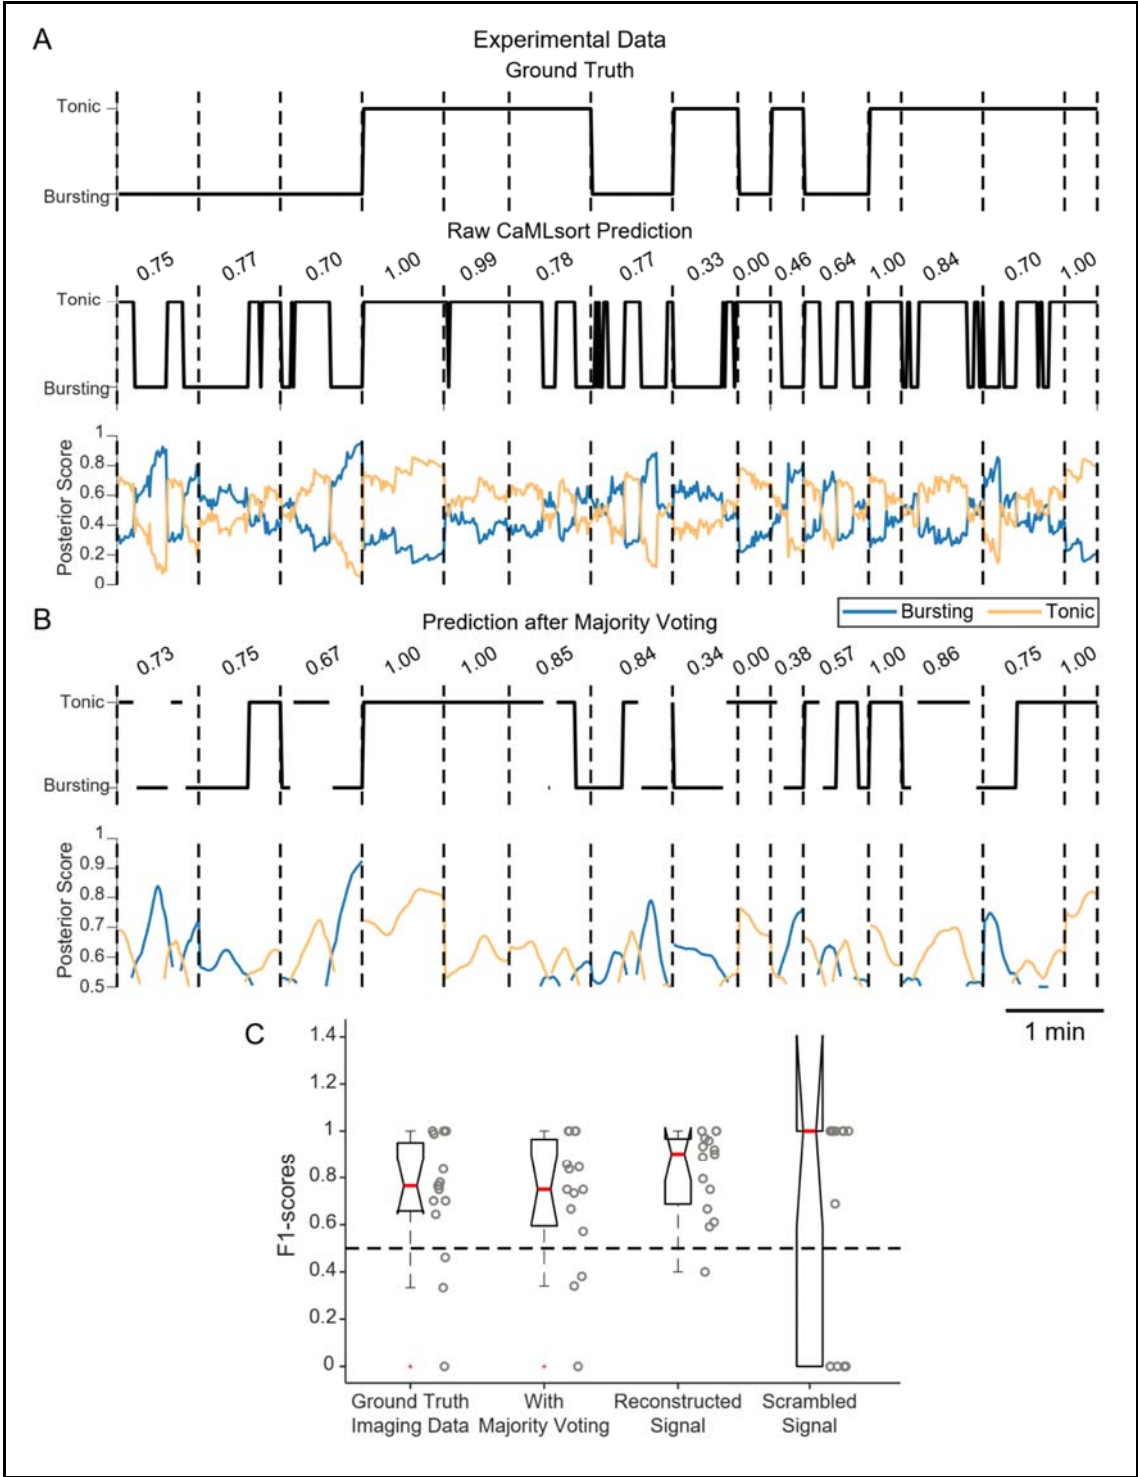 A
Experimental Data
Ground Truth
Tonic
Bursting
Raw CaMLsort Prediction
0.75 0.77 0.70 1.00 0.99 0.78 0.77 0.33 0.00 0.46 0.64 1.00 0.84 0.70 1.00
Tonic
Bursting
Posterior Score
1
0.8
0.6
0.4
0.2
0
Bursting Tonic
B
Prediction after Majority Voting
0.73 0.75 0.67 1.00 1.00 0.85 0.84 0.34 0.00 0.38 0.57 1.00 0.86 0.75 1.00
Tonic
Bursting
Posterior Score
1
0.9
0.8
0.7
0.6
0.5
1 min
C
F1-scores
1.4
1.2
1
0.8
0.6
0.4
0.2
0
Ground Truth With Reconstructed Scrambled
Imaging Data Majority Voting Signal Signal